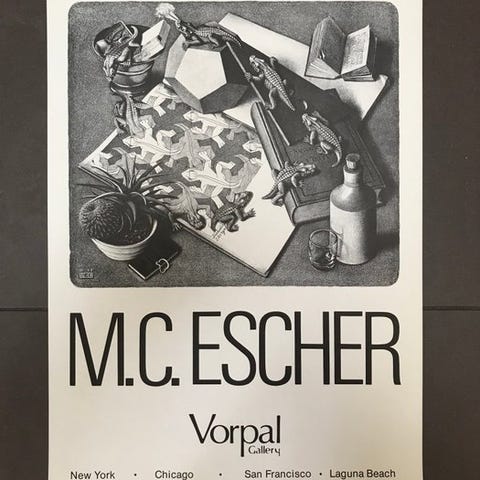 M.C. ESCHER
Vorpal
Gallery
New York • Chicago • San Francisco • Laguna Beach